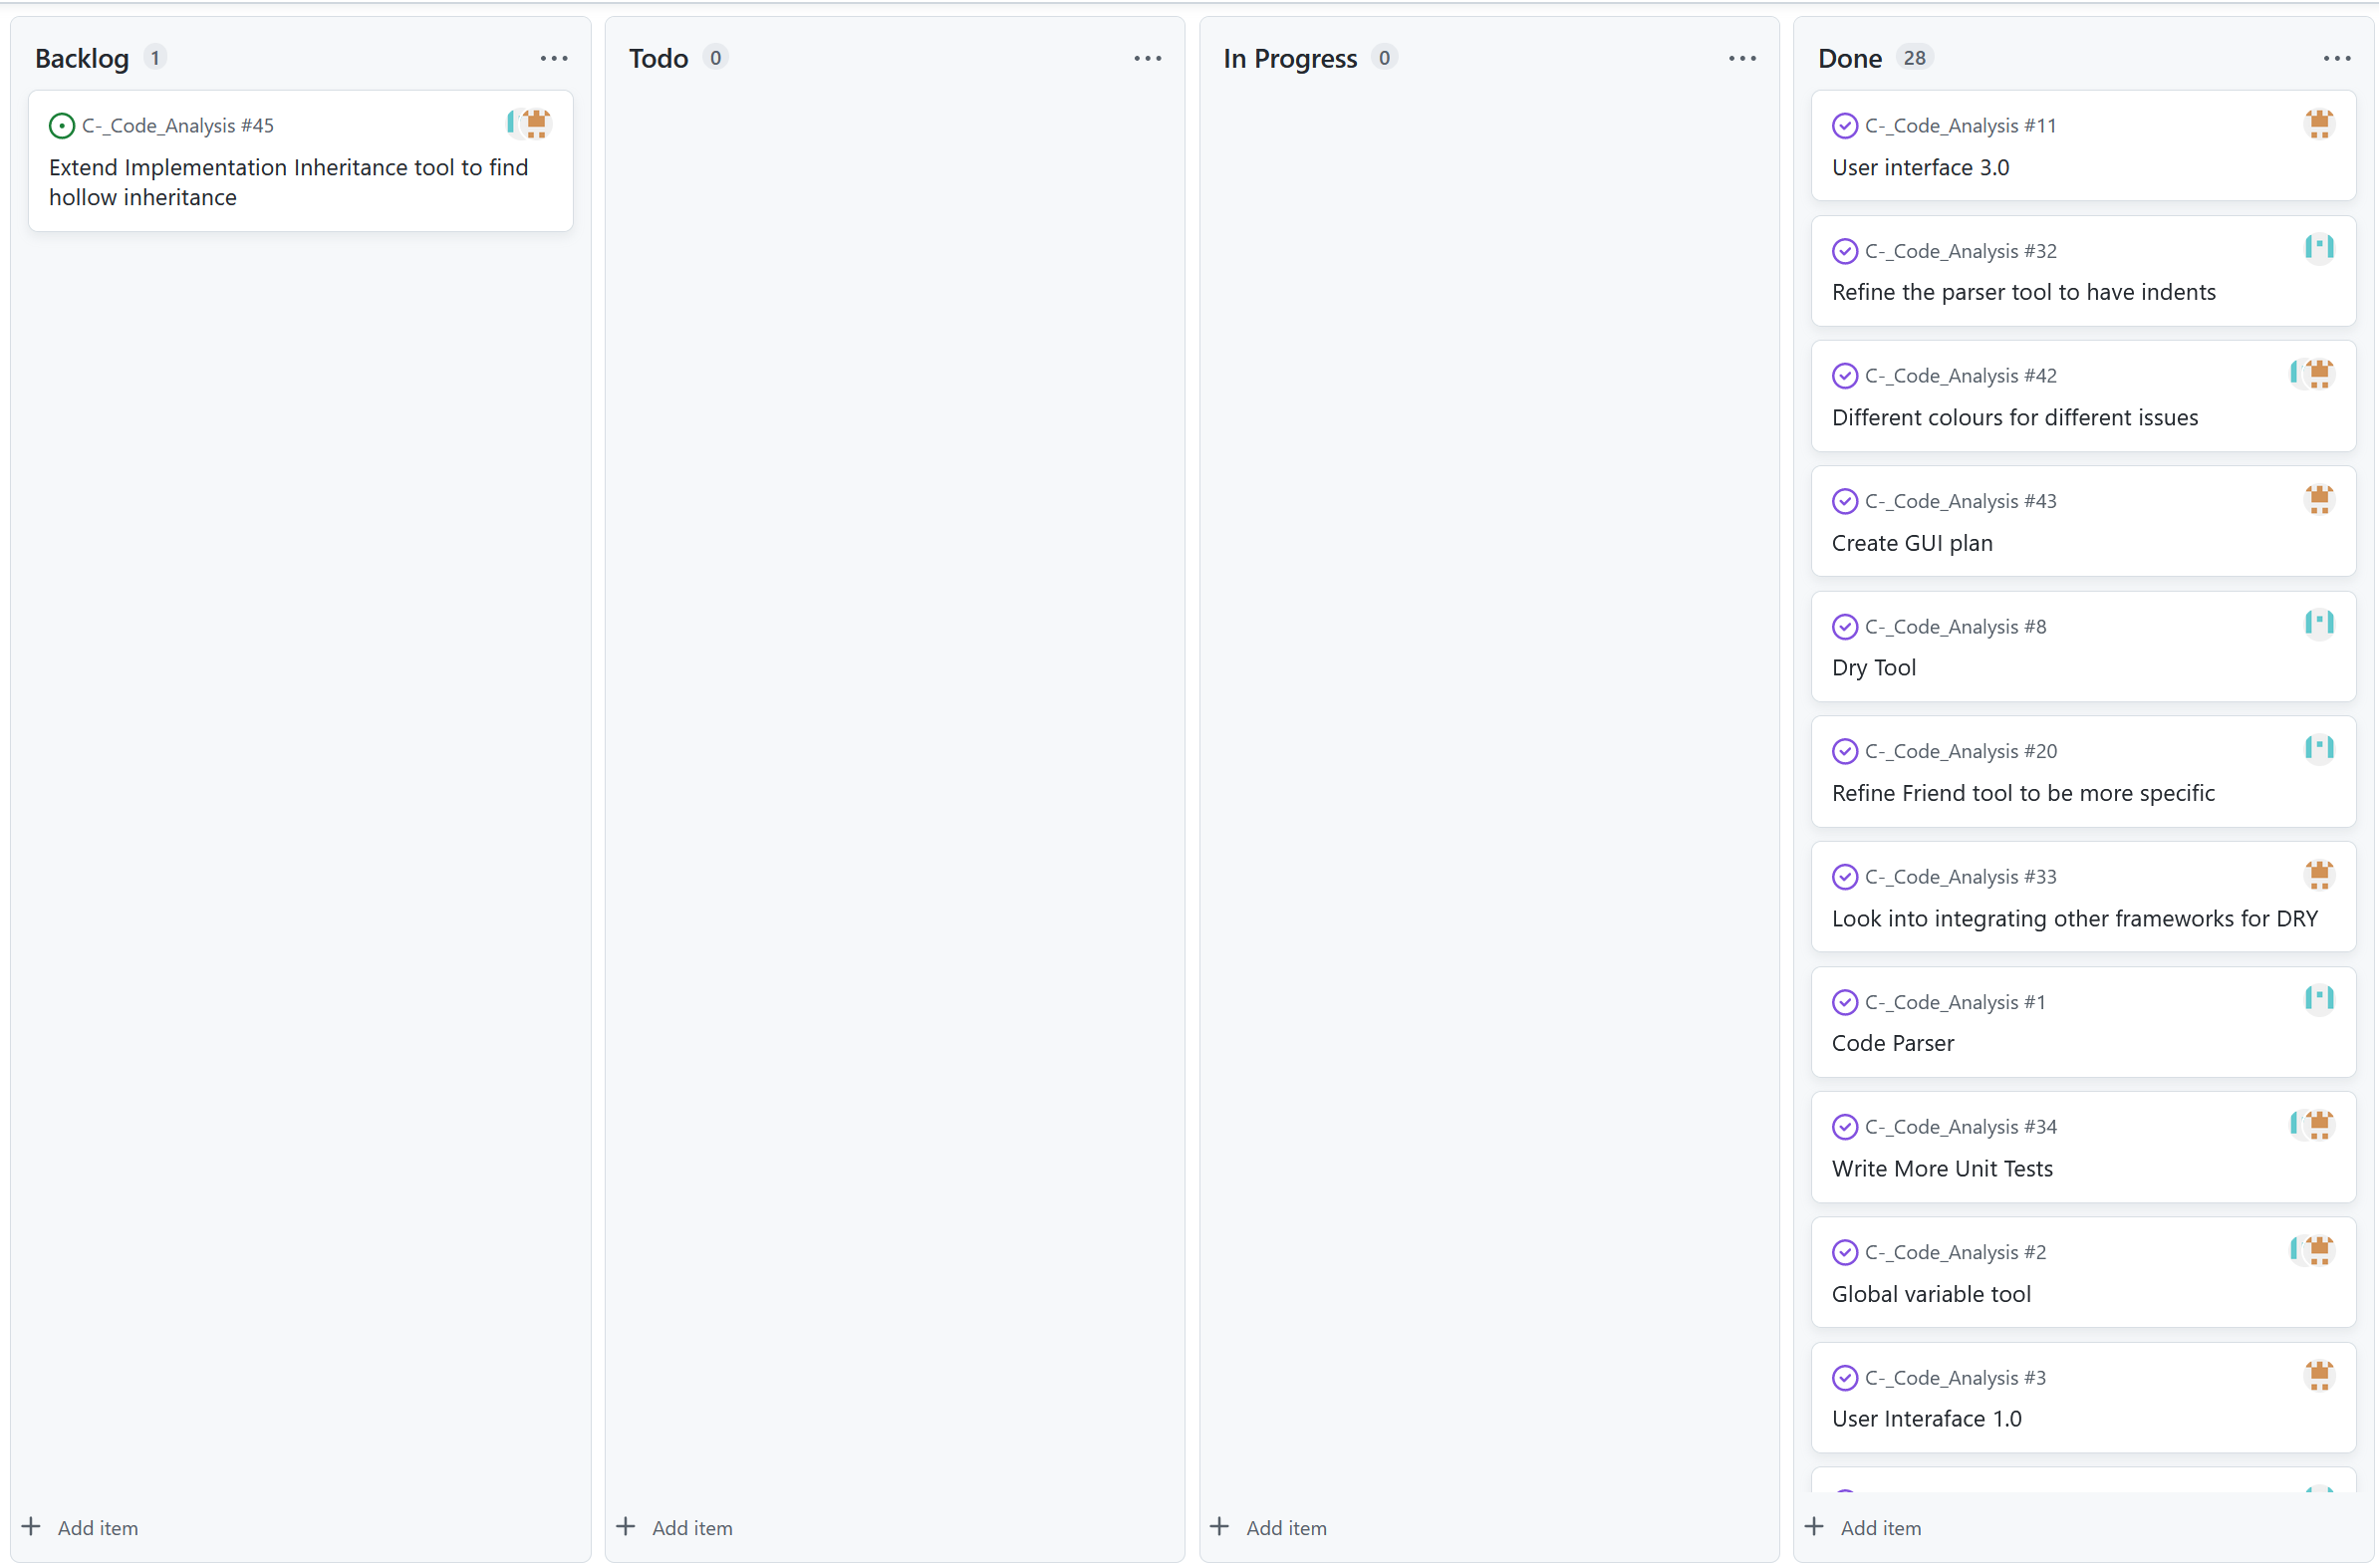 Backlog 1
C-_Code_Analysis #45
Extend Implementation Inheritance tool to find
hollow inheritance
Add item
Todo 0
Add item
In Progress 0
Add item
Done 28
C-_Code_Analysis #11
User interface 3.0
C-_Code_Analysis #32
Refine the parser tool to have indents
C-_Code_Analysis #42
Different colours for different issues
C-_Code_Analysis #43
Create GUI plan
C-_Code_Analysis #8
Dry Tool
C-_Code_Analysis #20
Refine Friend tool to be more specific
C-_Code_Analysis #33
Look into integrating other frameworks for DRY
C-_Code_Analysis #1
Code Parser
C-_Code_Analysis #34
Write More Unit Tests
C-_Code_Analysis #2
Global variable tool
C-_Code_Analysis #3
User Interaface 1.0
Add item